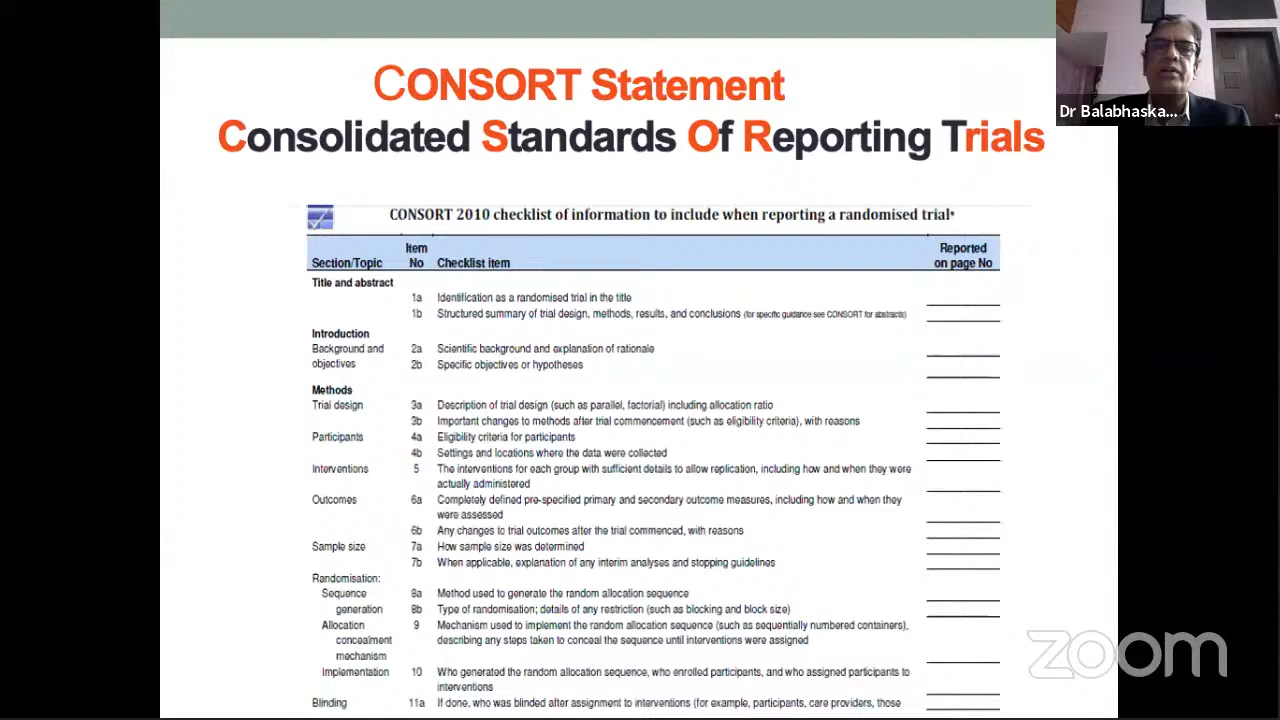 CONSORT Statement
Consolidated Standards Of Reporting Trials
Dr Balabhaska...
CONSORT 2010 checklist of information to include when reporting a randomised trial*
Section/Topic Item No Checklist item Reported on page No
Title and abstract
1a Identification as a randomised trial in the title
1b Structured summary of trial design, methods, results, and conclusions (for specific guidance see CONSORT for abstracts)
Introduction
Background and objectives 2a Scientific background and explanation of rationale
2b Specific objectives or hypotheses
Methods
Trial design 3a Description of trial design (such as parallel, factorial) including allocation ratio
3b Important changes to methods after trial commencement (such as eligibility criteria), with reasons
Participants 4a Eligibility criteria for participants
4b Settings and locations where the data were collected
Interventions 5 The interventions for each group with sufficient details to allow replication, including how and when they were
actually administered
Outcomes 6a Completely defined pre-specified primary and secondary outcome measures, including how and when they
were assessed
6b Any changes to trial outcomes after the trial commenced, with reasons
Sample size 7a How sample size was determined
7b When applicable, explanation of any interim analyses and stopping guidelines
Randomisation:
Sequence generation 8a Method used to generate the random allocation sequence
8b Type of randomisation; details of any restriction (such as blocking and block size)
Allocation concealment mechanism 9 Mechanism used to implement the random allocation sequence (such as sequentially numbered containers),
describing any steps taken to conceal the sequence until interventions were assigned
Implementation 10 Who generated the random allocation sequence, who enrolled participants, and who assigned participants to
interventions
Blinding 11a If done, who was blinded after assignment to interventions (for example, participants, care providers, those
zoom